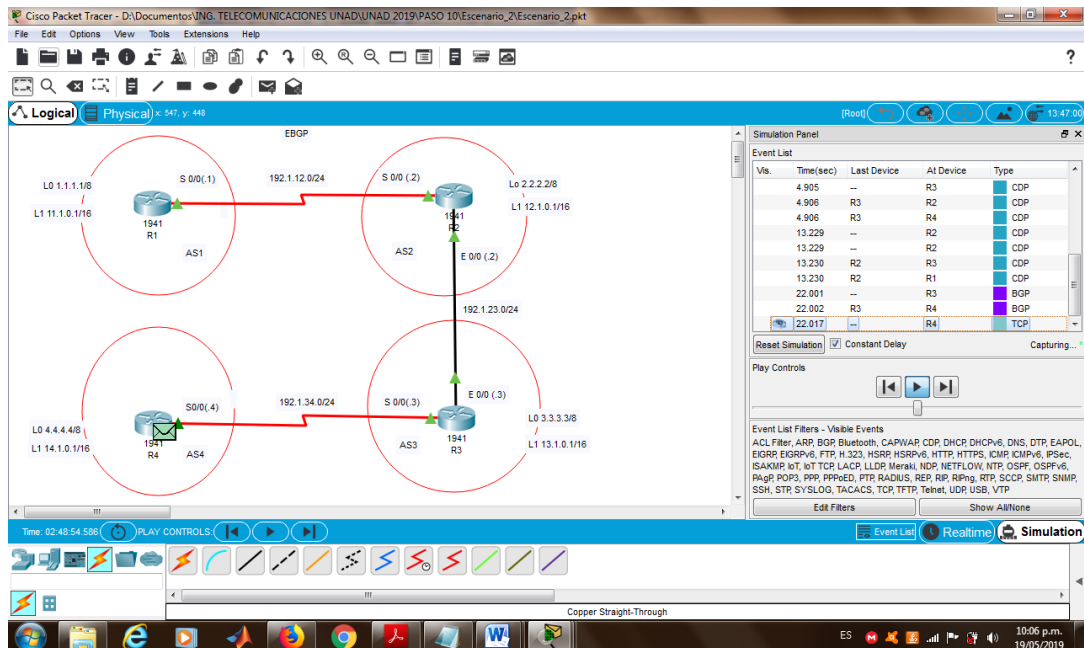 Cisco Packet Tracer - D:\Documentos\ING. TELECOMUNICACIONES UNAD\UNAD 2019\PASO 10\Escenario_2\Escenario_2.pkt
File Edit Options View Tools Extensions Help
?
Logical Physical x: 547, y: 448 [Root] 13:47:00
EBGP
L0 1.1.1.1/8
L1 11.1.0.1/16
S 0/0(.1)
192.1.12.0/24
S 0/0 (.2)
Lo 2.2.2.2/8
L1 12.1.0.1/16
1941
R1
1941
R2
AS1
AS2
E 0/0 (.2)
192.1.23.0/24
E 0/0 (.3)
S0/0(.4)
192.1.34.0/24
S 0/0(.3)
L0 4.4.4.4/8
L1 14.1.0.1/16
1941
R4
AS4
AS3
1941
R3
L0 3.3.3.3/8
L1 13.1.0.1/16
Simulation Panel
Event List
Vis. Time(sec) Last Device At Device Type
4.905 -- R3 CDP
4.906 R3 R2 CDP
4.906 R3 R4 CDP
13.229 -- R2 CDP
13.229 -- R2 CDP
13.230 R2 R3 CDP
13.230 R2 R1 CDP
22.001 -- R3 BGP
22.002 R3 R4 BGP
22.017 -- R4 TCP
Reset Simulation Constant Delay Capturing...
Play Controls
Event List Filters - Visible Events
ACL Filter, ARP, BGP, Bluetooth, CAPWAP, CDP, DHCP, DHCPv6, DNS, DTP, EAPOL,
EIGRP, EIGRPv6, FTP, H.323, HSRP, HSRPv6, HTTP, HTTPS, ICMP, ICMPv6, IPSec,
ISAKMP, IoT, IoT TCP, LACP, LLDP, Meraki, NDP, NETFLOW, NTP, OSPF, OSPFv6,
PAgP, POP3, PPP, PPPoED, PTP, RADIUS, REP, RIP, RIPng, RTP, SCCP, SMTP, SNMP,
SSH, STP, SYSLOG, TACACS, TCP, TFTP, Telnet, UDP, USB, VTP
Edit Filters Show All/None
Time: 02:48:54.586 PLAY CONTROLS: Event List Realtime Simulation
Copper Straight-Through
ES 10:06 p.m.
19/05/2019